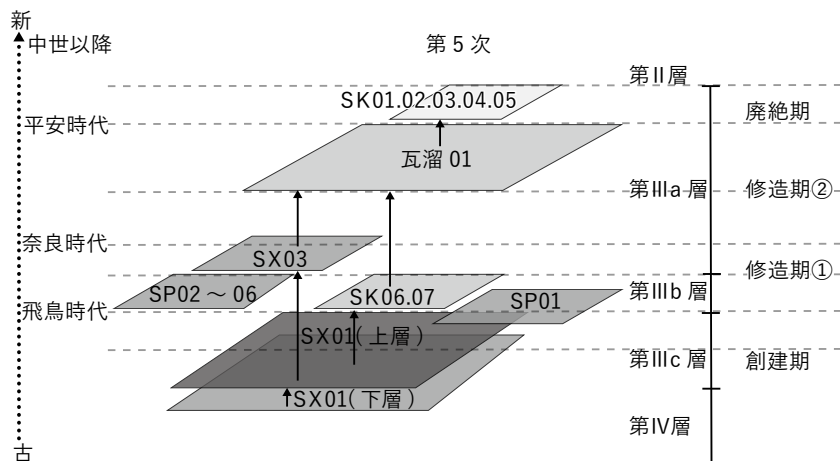 新
中世以降
第5次
第II層
SK01.02.03.04.05
廃絶期
平安時代
瓦溜 01
第IIIa 層
修造期②
奈良時代
SX03
修造期①
SP02 ～ 06
SK06.07
SP01
第IIIb 層
飛鳥時代
SX01( 上層 )
第IIIc 層
創建期
SX01( 下層 )
第IV層
古